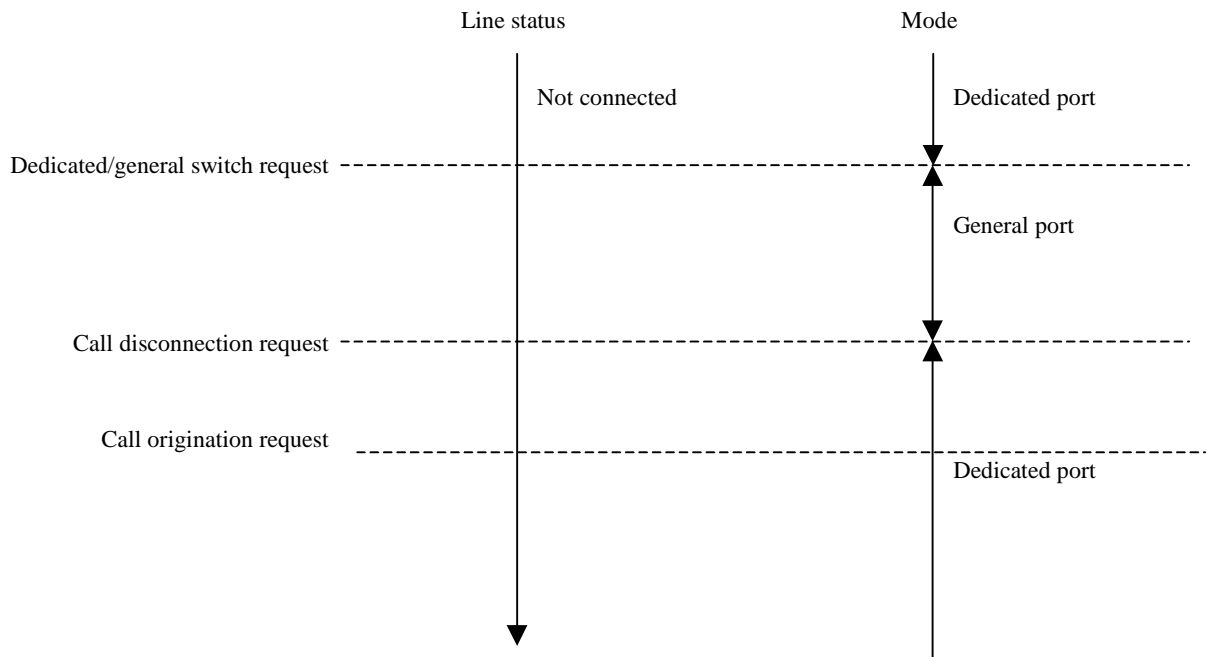 Line status
Mode
Not connected
Dedicated port
Dedicated/general switch request
General port
Call disconnection request
Call origination request
Dedicated port